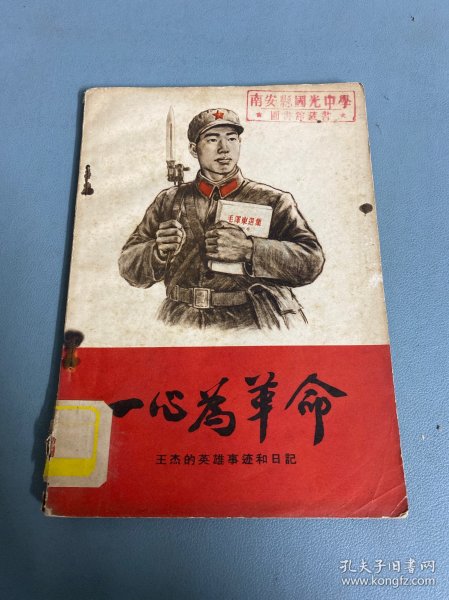 南安縣國光中學
★ 圖書館藏書 ★
毛澤東選集
一心為革命
王杰的英雄事迹和日記
孔夫子旧书网
www.kongfz.com